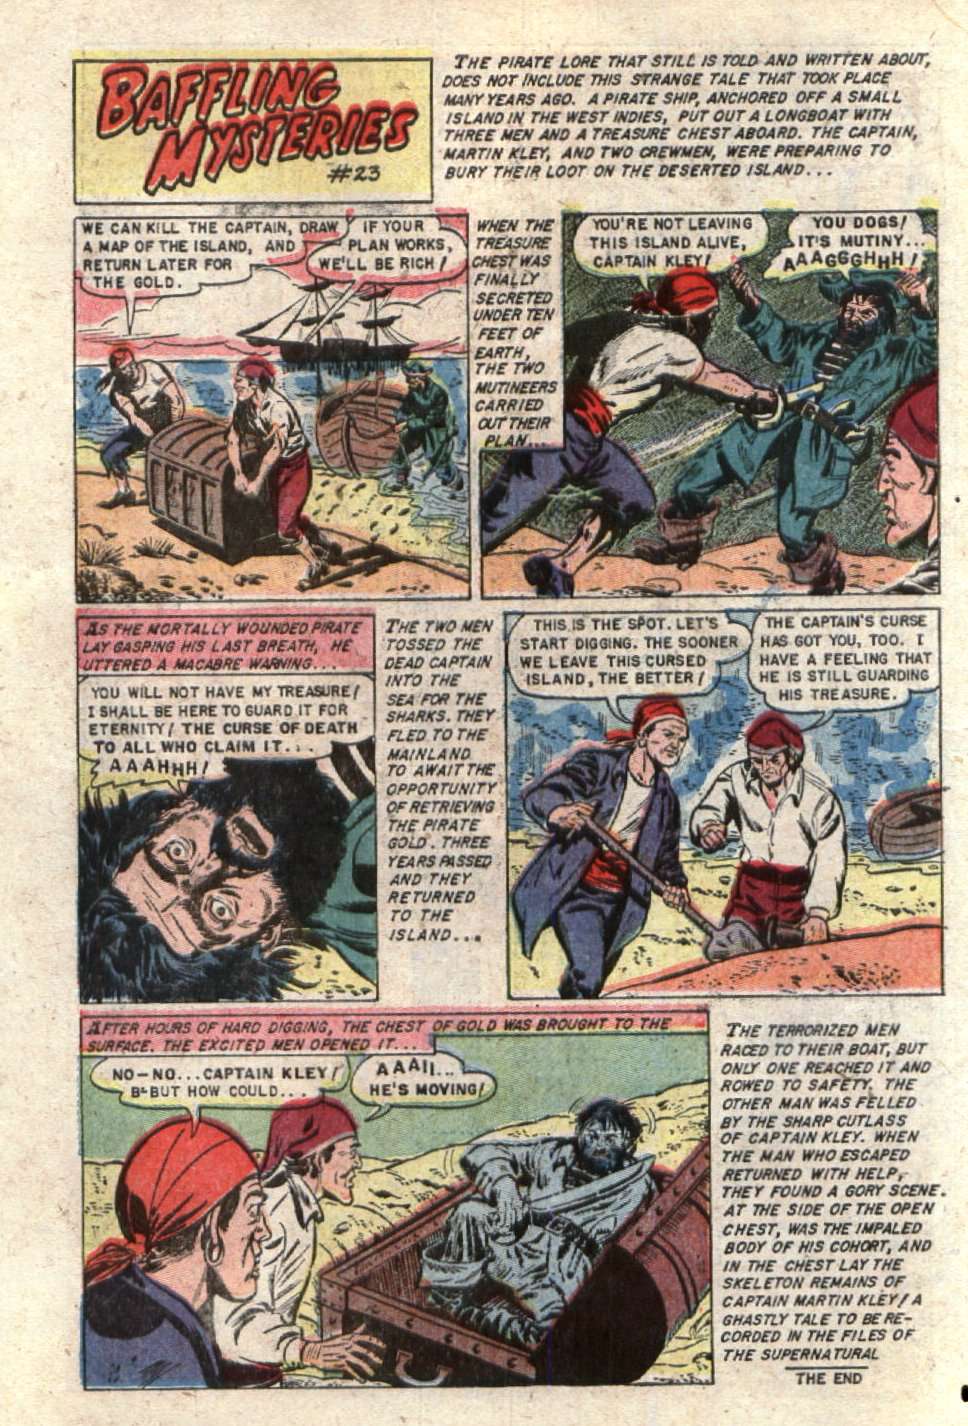 BAFFLING
MYSTERIES
#23
THE PIRATE LORE THAT STILL IS TOLD AND WRITTEN ABOUT,
DOES NOT INCLUDE THIS STRANGE TALE THAT TOOK PLACE
MANY YEARS AGO. A PIRATE SHIP, ANCHORED OFF A SMALL
ISLAND IN THE WEST INDIES, PUT OUT A LONGBOAT WITH
THREE MEN AND A TREASURE CHEST ABOARD. THE CAPTAIN,
MARTIN KLEY, AND TWO CREWMEN, WERE PREPARING TO
BURY THEIR LOOT ON THE DESERTED ISLAND...
WE CAN KILL THE CAPTAIN, DRAW
A MAP OF THE ISLAND, AND
RETURN LATER FOR
THE GOLD.
IF YOUR
PLAN WORKS,
WE'LL BE RICH!
WHEN THE
TREASURE
CHEST WAS
FINALLY
SECRETED
UNDER TEN
FEET OF
EARTH,
THE TWO
MUTINEERS
CARRIED
OUT THEIR
PLAN...
YOU'RE NOT LEAVING
THIS ISLAND ALIVE,
CAPTAIN KLEY!
YOU DOGS!
IT'S MUTINY...
AAAGGGHHH!
AS THE MORTALLY WOUNDED PIRATE
LAY GASPING HIS LAST BREATH, HE
UTTERED A MACABRE WARNING...
YOU WILL NOT HAVE MY TREASURE!
I SHALL BE HERE TO GUARD IT FOR
ETERNITY! THE CURSE OF DEATH
TO ALL WHO CLAIM IT...
AAAHHH!
THE TWO MEN
TOSSED THE
DEAD CAPTAIN
INTO THE
SEA FOR THE
SHARKS. THEY
FLED TO THE
MAINLAND
TO AWAIT THE
OPPORTUNITY
OF RETRIEVING
THE PIRATE
GOLD. THREE
YEARS PASSED
AND THEY
RETURNED
TO THE
ISLAND...
THIS IS THE SPOT. LET'S
START DIGGING. THE SOONER
WE LEAVE THIS CURSED
ISLAND, THE BETTER!
THE CAPTAIN'S CURSE
HAS GOT YOU, TOO. I
HAVE A FEELING THAT
HE IS STILL GUARDING
HIS TREASURE.
AFTER HOURS OF HARD DIGGING, THE CHEST OF GOLD WAS BROUGHT TO THE
SURFACE. THE EXCITED MEN OPENED IT...
NO-NO...CAPTAIN KLEY!
B-BUT HOW COULD...
AAAII...
HE'S MOVING!
THE TERRORIZED MEN
RACED TO THEIR BOAT, BUT
ONLY ONE REACHED IT AND
ROWED TO SAFETY. THE
OTHER MAN WAS FELLED
BY THE SHARP CUTLASS
OF CAPTAIN KLEY. WHEN
THE MAN WHO ESCAPED
RETURNED WITH HELP,
THEY FOUND A GORY SCENE.
AT THE SIDE OF THE OPEN
CHEST, WAS THE IMPALED
BODY OF HIS COHORT, AND
IN THE CHEST LAY THE
SKELETON REMAINS OF
CAPTAIN MARTIN KLEY! A
GHASTLY TALE TO BE RE-
CORDED IN THE FILES OF
THE SUPERNATURAL
THE END